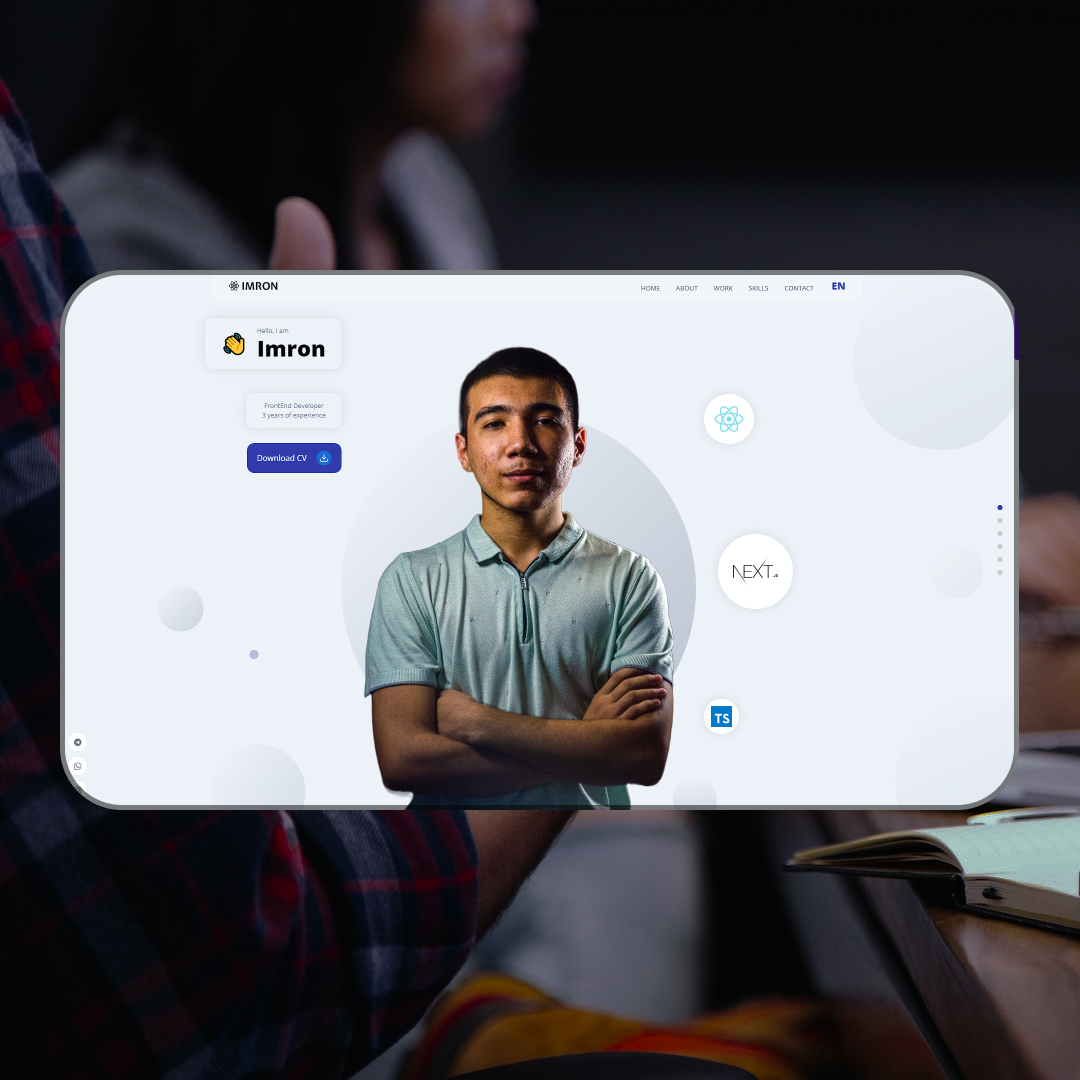 IMRON
HOME ABOUT WORK SKILLS CONTACT EN
Hello, I am
Imron
FrontEnd Developer
3 years of experience
Download CV
NEXT.JS
TS